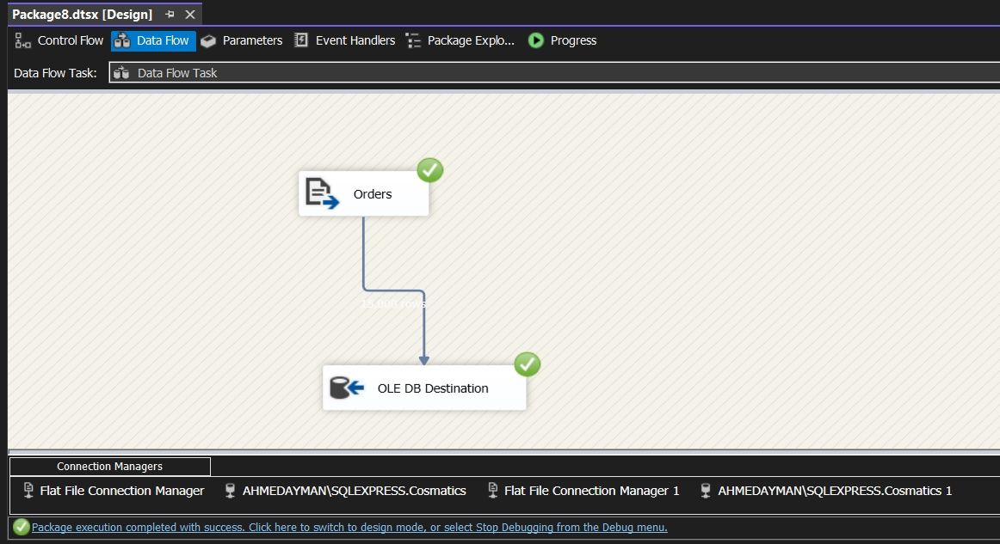 Package8.dtsx [Design]
Control Flow Data Flow Parameters Event Handlers Package Explo... Progress
Data Flow Task: Data Flow Task
Orders
15,000 rows
OLE DB Destination
Connection Managers
Flat File Connection Manager AHMEDAYMAN\SQLEXPRESS.Cosmatics Flat File Connection Manager 1 AHMEDAYMAN\SQLEXPRESS.Cosmatics 1
Package execution completed with success. Click here to switch to design mode, or select Stop Debugging from the Debug menu.